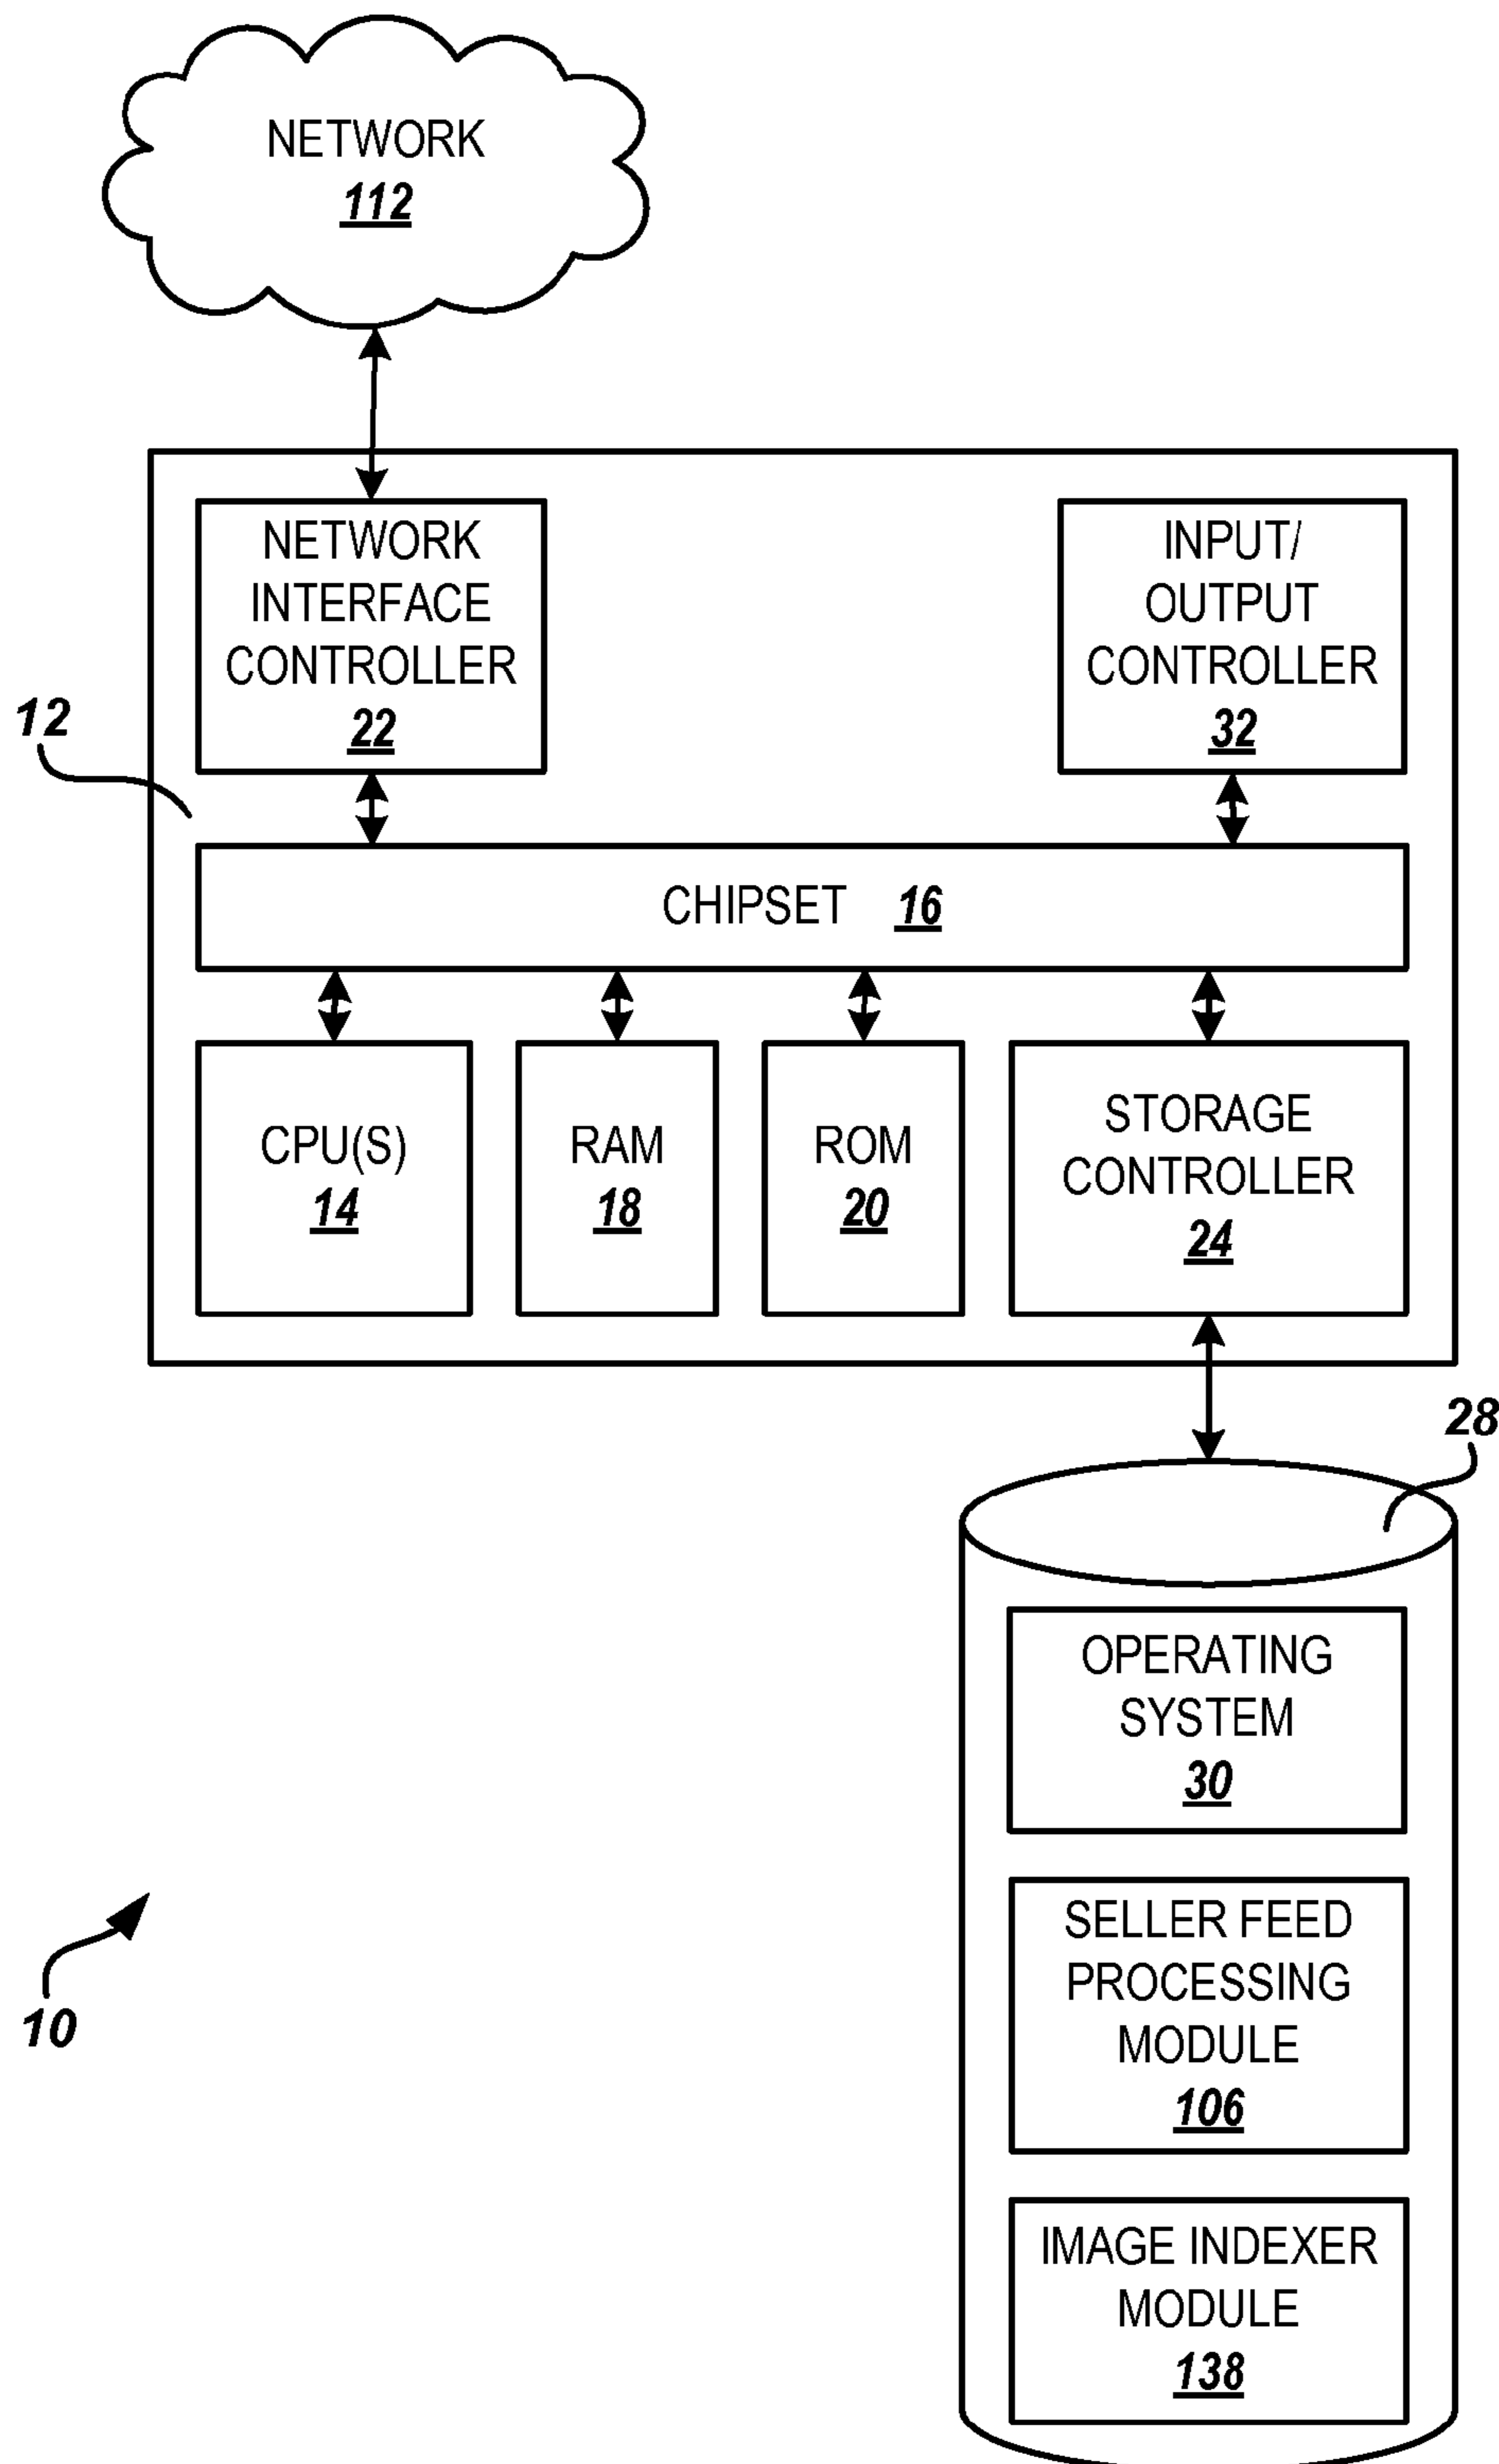 NETWORK
112
NETWORK
INTERFACE
CONTROLLER
22
INPUT/
OUTPUT
CONTROLLER
32
12
CHIPSET 16
CPU(S)
14
RAM
18
ROM
20
STORAGE
CONTROLLER
24
28
OPERATING
SYSTEM
30
SELLER FEED
PROCESSING
MODULE
106
10
IMAGE INDEXER
MODULE
138